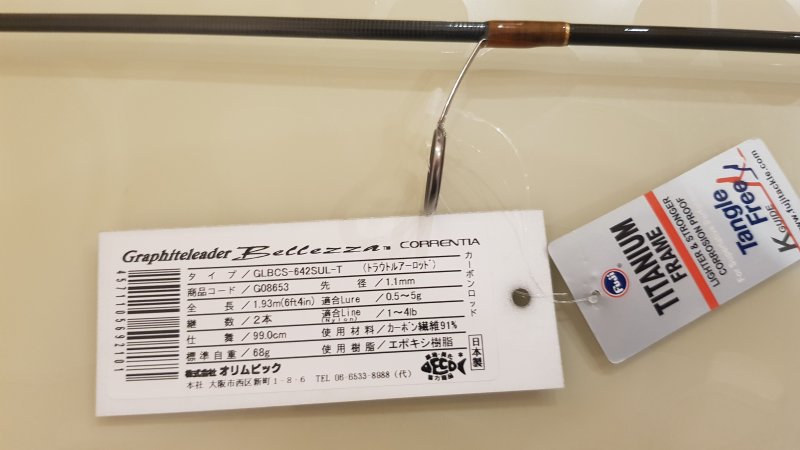 Graphiteleader Bellezza™ CORRENTIA
タイプ/GLBCS-642SUL-T (トラウトルアーロッド)
商品コード/G08653 先径/1.1mm
全長/1.93m(6ft4in) 適合Lure/0.5~5g
継数/2本 適合Line(Nylon)/1~4lb
仕舞/99.0cm 使用材料/カーボン繊維91%
標準自重/68g 使用樹脂/エポキシ樹脂
カーボンロッド
日本製
株式会社オリムピック
本社 大阪市西区新町1-8-6 TEL 06-6533-8988(代)
4571105692101
ECO
Fuji
TITANIUM
FRAME
LIGHTER & STRONGER
CORROSION PROOF
Tangle
Free
K GUIDE
www.fujitackle.com